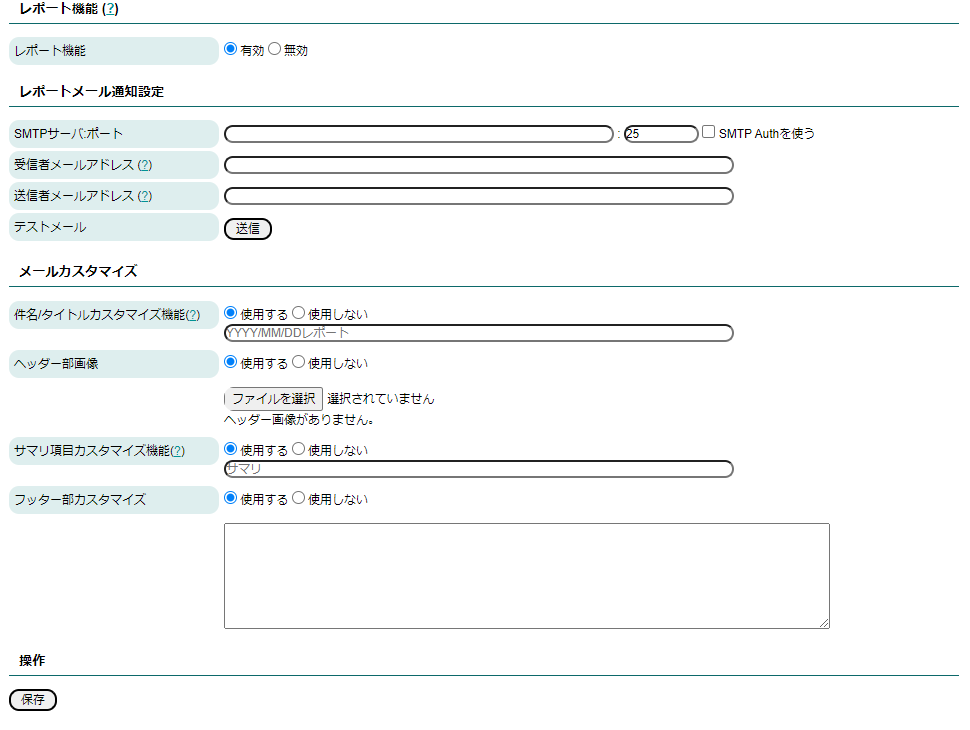 レポート機能 (?)
レポート機能 有効 無効
レポートメール通知設定
SMTPサーバ:ポート : 25 SMTP Authを使う
受信者メールアドレス (?)
送信者メールアドレス (?)
テストメール 送信
メールカスタマイズ
件名/タイトルカスタマイズ機能(?) 使用する 使用しない
YYYY/MM/DDレポート
ヘッダー部画像 使用する 使用しない
ファイルを選択 選択されていません
ヘッダー画像がありません。
サマリ項目カスタマイズ機能(?) 使用する 使用しない
サマリ
フッター部カスタマイズ 使用する 使用しない
操作
保存